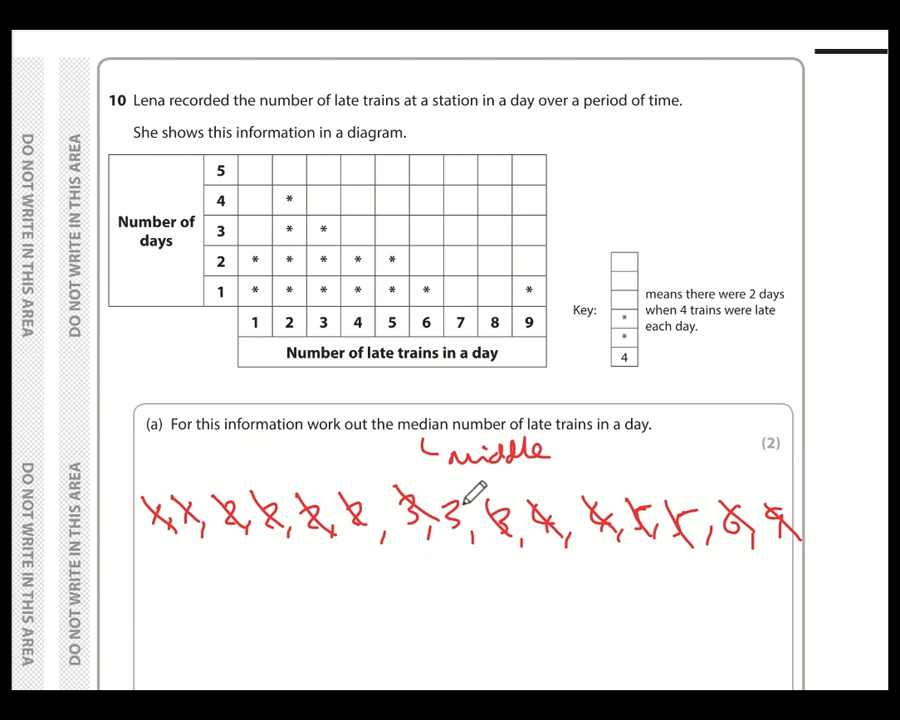 10 Lena recorded the number of late trains at a station in a day over a period of time.
She shows this information in a diagram.
5
4 *
Number of days 3 * *
2 * * * * *
1 * * * * * * *
1 2 3 4 5 6 7 8 9
Number of late trains in a day
Key:
*
*
4
means there were 2 days
when 4 trains were late
each day.
(a) For this information work out the median number of late trains in a day.
(2)
middle
1, 1, 2, 2, 2, 2, 3, 3, 3, 4, 4, 5, 5, 6, 9
DO NOT WRITE IN THIS AREA
DO NOT WRITE IN THIS AREA
DO NOT WRITE IN THIS AREA
DO NOT WRITE IN THIS AREA